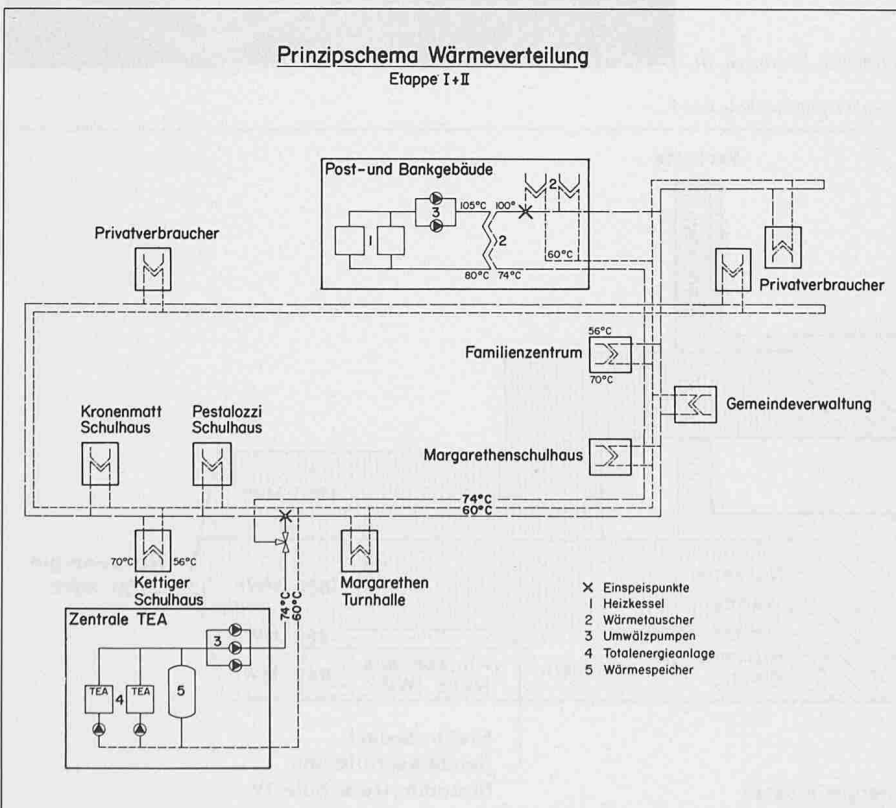 Prinzipschema Wärmeverteilung
Etappe I+II
Post- und Bankgebäude
2
105°C 100°
3
1
2
60°C
80°C 74°C
Privatverbraucher
Privatverbraucher
56°C
Familienzentrum
70°C
Gemeindeverwaltung
Kronenmatt
Schulhaus
Pestalozzi
Schulhaus
Margarethenschulhaus
74°C
60°C
70°C 56°C
Kettiger
Schulhaus
Margarethen
Turnhalle
74°C
60°C
Zentrale TEA
3
TEA 4 TEA
5
X Einspeispunkte
1 Heizkessel
2 Wärmetauscher
3 Umwälzpumpen
4 Totalenergieanlage
5 Wärmespeicher